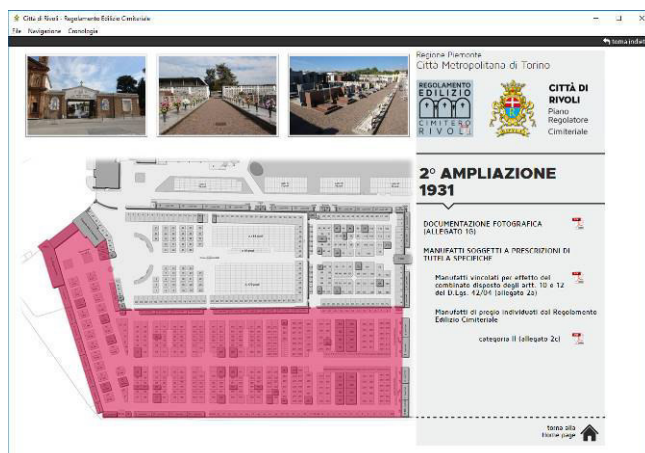 Città di Rivoli - Regolamento Edilizio Cimiteriale
File Navigazione Cronologia
torna indietro
Regione Piemonte
Città Metropolitana di Torino
REGOLAMENTO
EDILIZIO
CIMITERO
RIVOLI
CITTÀ DI
RIVOLI
Piano
Regolatore
Cimiteriale
2° AMPLIAZIONE
1931
DOCUMENTAZIONE FOTOGRAFICA
(ALLEGATO 1G)
MANUFATTI SOGGETTI A PRESCRIZIONI DI
TUTELA SPECIFICHE
Manufatti vincolati per effetto del
combinato disposto degli artt. 10 e 12
del D.Lgs. 42/04 (allegato 2a)
Manufatti di pregio individuati dal Regolamento
Edilizio Cimiteriale
categoria II (allegato 2c)
torna alla
Home page